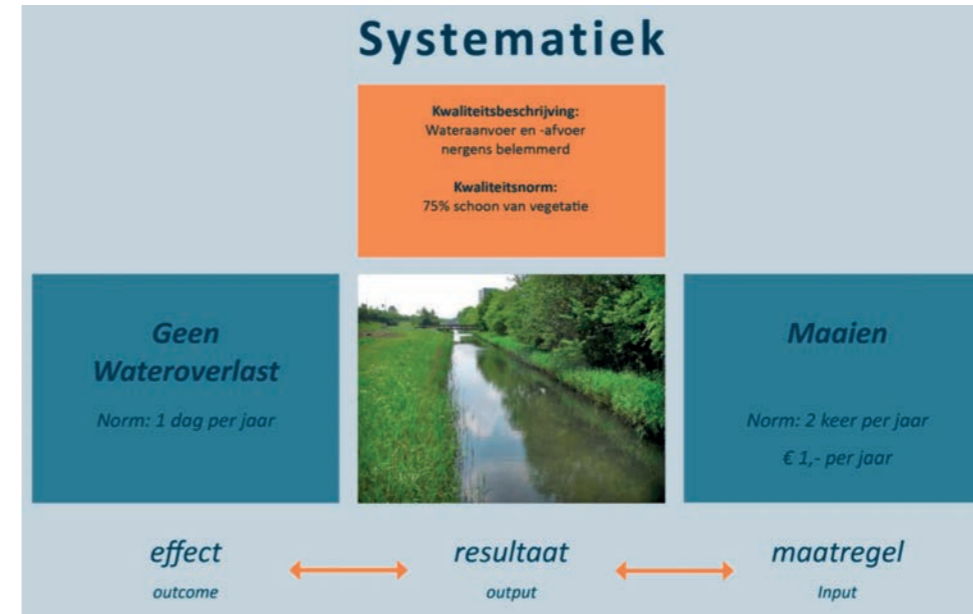 Systematiek
Kwaliteitsbeschrijving:
Wateraanvoer en -afvoer
nergens belemmerd
Kwaliteitsnorm:
75% schoon van vegetatie
Geen
Wateroverlast
Norm: 1 dag per jaar
Maaien
Norm: 2 keer per jaar
€ 1,- per jaar
effect
outcome
resultaat
output
maatregel
Input